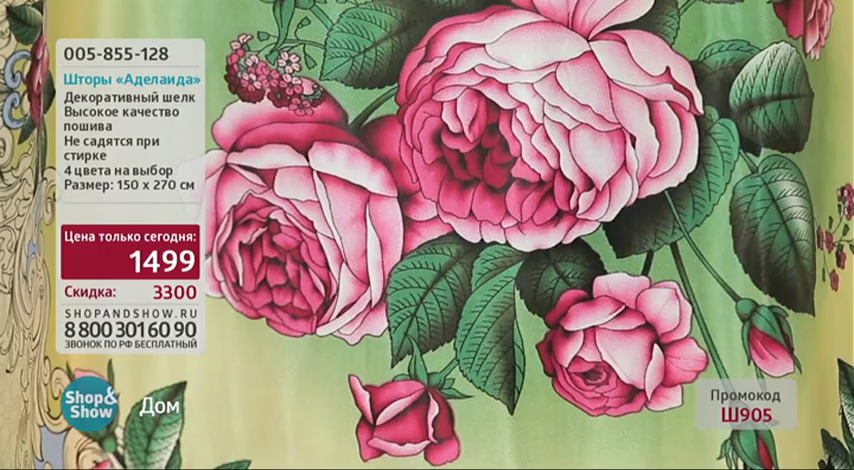 005-855-128
Шторы «Аделаида»
Декоративный шелк
Высокое качество
пошива
Не садятся при
стирке
4 цвета на выбор
Размер: 150 x 270 см
Цена только сегодня:
1499
Скидка: 3300
SHOPANDSHOW.RU
8 800 301 60 90
ЗВОНОК ПО РФ БЕСПЛАТНЫЙ
Shop&
Show
Дом
Промокод
Ш905